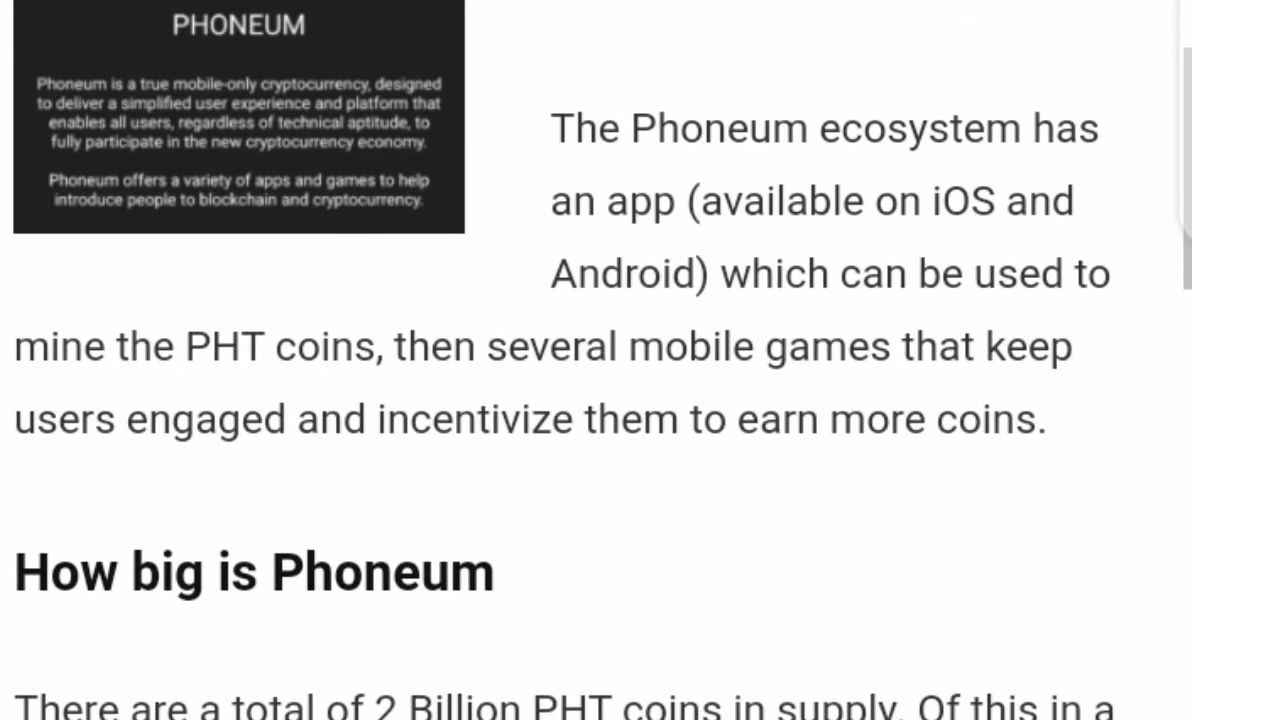 PHONEUM
Phoneum is a true mobile-only cryptocurrency, designed
to deliver a simplified user experience and platform that
enables all users, regardless of technical aptitude, to
fully participate in the new cryptocurrency economy.
Phoneum offers a variety of apps and games to help
introduce people to blockchain and cryptocurrency.
The Phoneum ecosystem has
an app (available on iOS and
Android) which can be used to
mine the PHT coins, then several mobile games that keep
users engaged and incentivize them to earn more coins.
How big is Phoneum
There are a total of 2 Billion PHT coins in supply. Of this in a